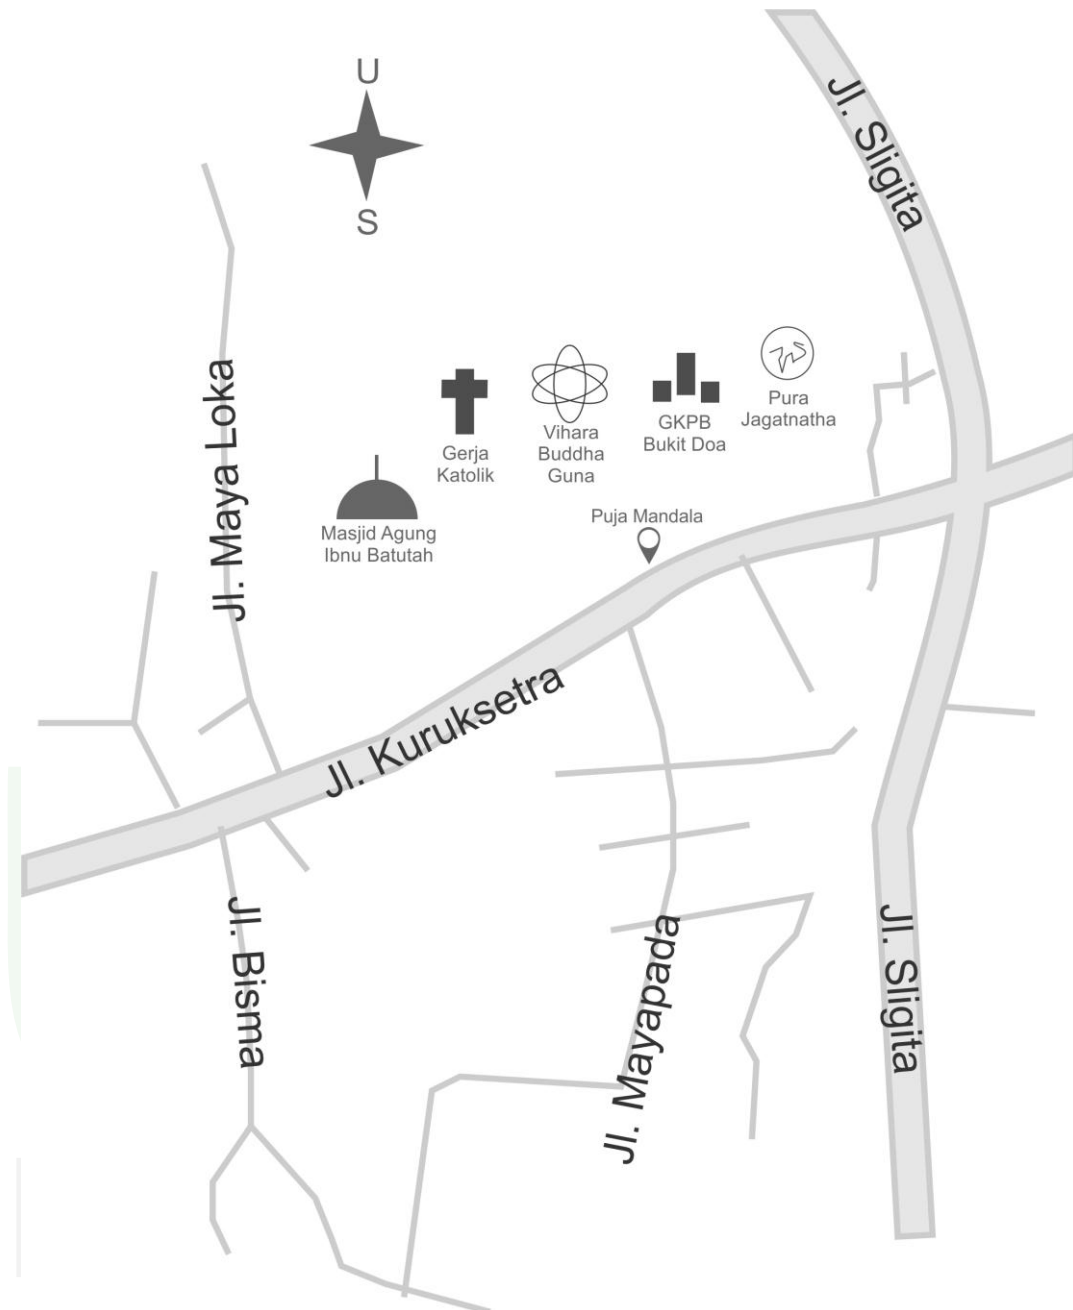 U
S
Jl. Sligita
Jl. Maya Loka
Masjid Agung
Ibnu Batutah
Gerja
Katolik
Vihara
Buddha
Guna
GKPB
Bukit Doa
Pura
Jagatnatha
Puja Mandala
Jl. Kuruksetra
Jl. Bisma
Jl. Mayapada
Jl. Sligita